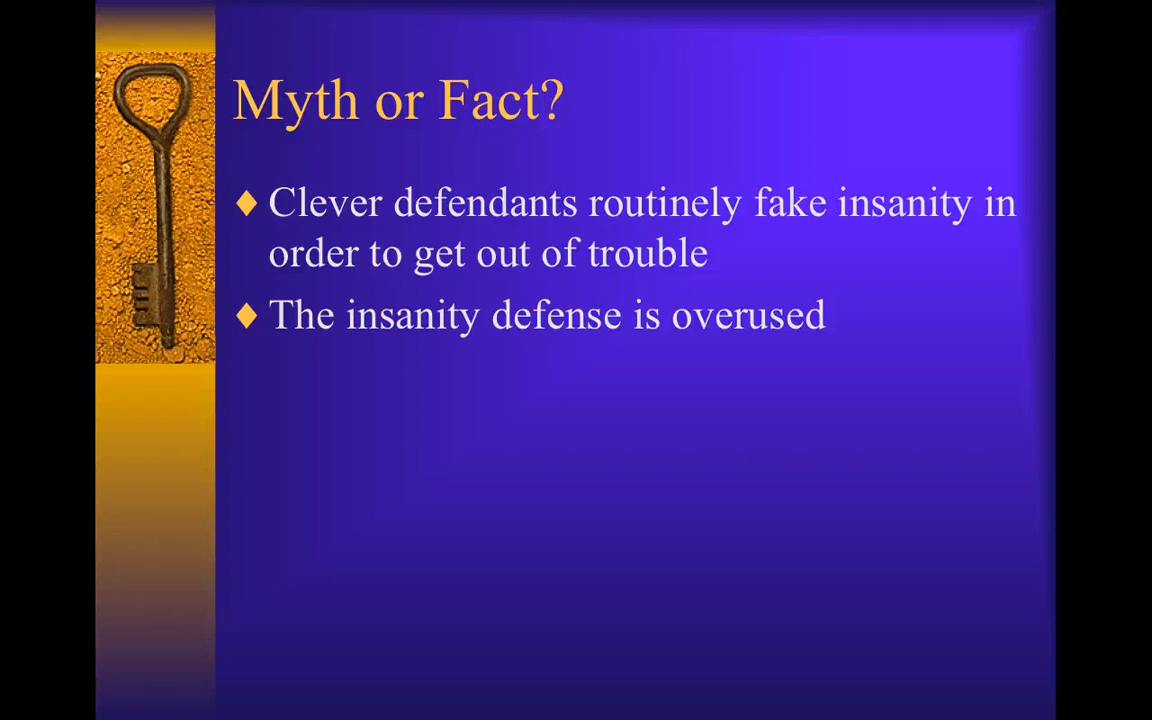 Myth or Fact?
Clever defendants routinely fake insanity in
order to get out of trouble
The insanity defense is overused